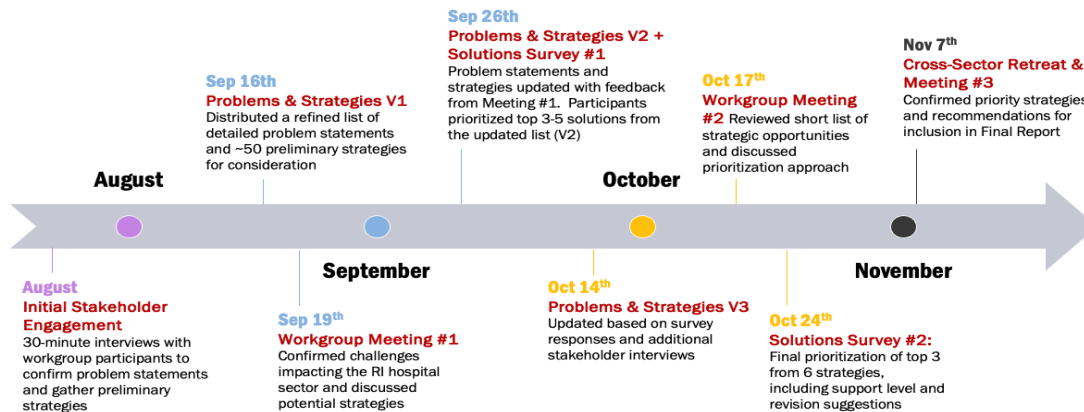 Sep 26th
Problems & Strategies V2 +
Solutions Survey #1
Problem statements and
strategies updated with feedback
from Meeting #1.  Participants
prioritized top 3-5 solutions from
the updated list (V2)
Nov 7th
Cross-Sector Retreat &
Meeting #3
Confirmed priority strategies
and recommendations for
inclusion in Final Report
Sep 16th
Problems & Strategies V1
Distributed a refined list of
detailed problem statements
and ~50 preliminary strategies
for consideration
Oct 17th
Workgroup Meeting
#2 Reviewed short list of
strategic opportunities
and discussed
prioritization approach
August
October
September
November
August
Initial Stakeholder
Engagement
30-minute interviews with
workgroup participants to
confirm problem statements
and gather preliminary
strategies
Sep 19th
Workgroup Meeting #1
Confirmed challenges
impacting the RI hospital
sector and discussed
potential strategies
Oct 14th
Problems & Strategies V3
Updated based on survey
responses and additional
stakeholder interviews
Oct 24th
Solutions Survey #2:
Final prioritization of top 3
from 6 strategies,
including support level and
revision suggestions